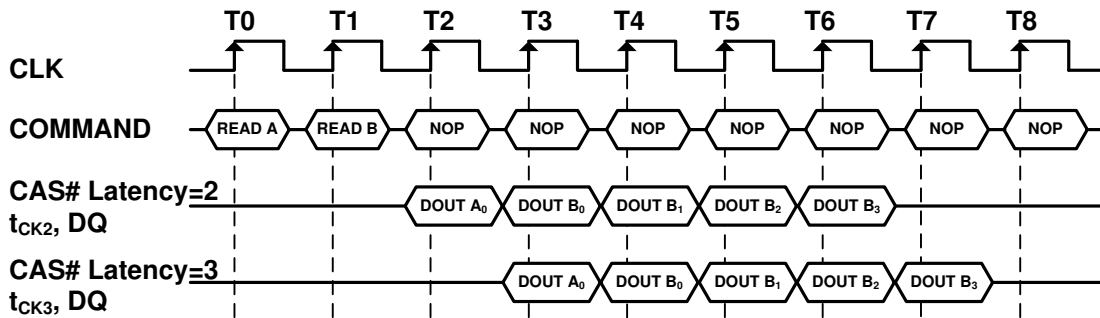 T0 T1 T2 T3 T4 T5 T6 T7 T8
CLK
COMMAND READ A READ B NOP NOP NOP NOP NOP NOP NOP
CAS# Latency=2
tCK2, DQ DOUT A0 DOUT B0 DOUT B1 DOUT B2 DOUT B3
CAS# Latency=3
tCK3, DQ DOUT A0 DOUT B0 DOUT B1 DOUT B2 DOUT B3